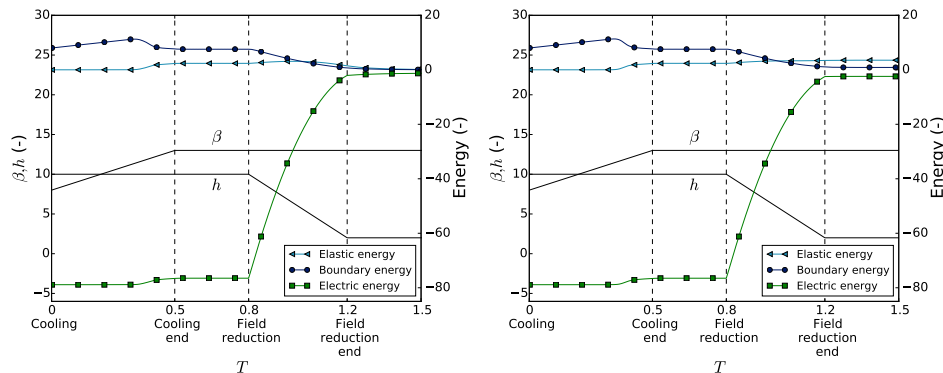 30
25
20
15
10
5
0
−5
β,h (-)
20
0
−20
−40
−60
−80
Energy (-)
β
h
Elastic energy
Boundary energy
Electric energy
0
Cooling
0.5
Cooling
end
0.8
Field
reduction
1.2
Field
reduction
end
1.5
T
30
25
20
15
10
5
0
−5
β,h (-)
20
0
−20
−40
−60
−80
Energy (-)
β
h
Elastic energy
Boundary energy
Electric energy
0
Cooling
0.5
Cooling
end
0.8
Field
reduction
1.2
Field
reduction
end
1.5
T